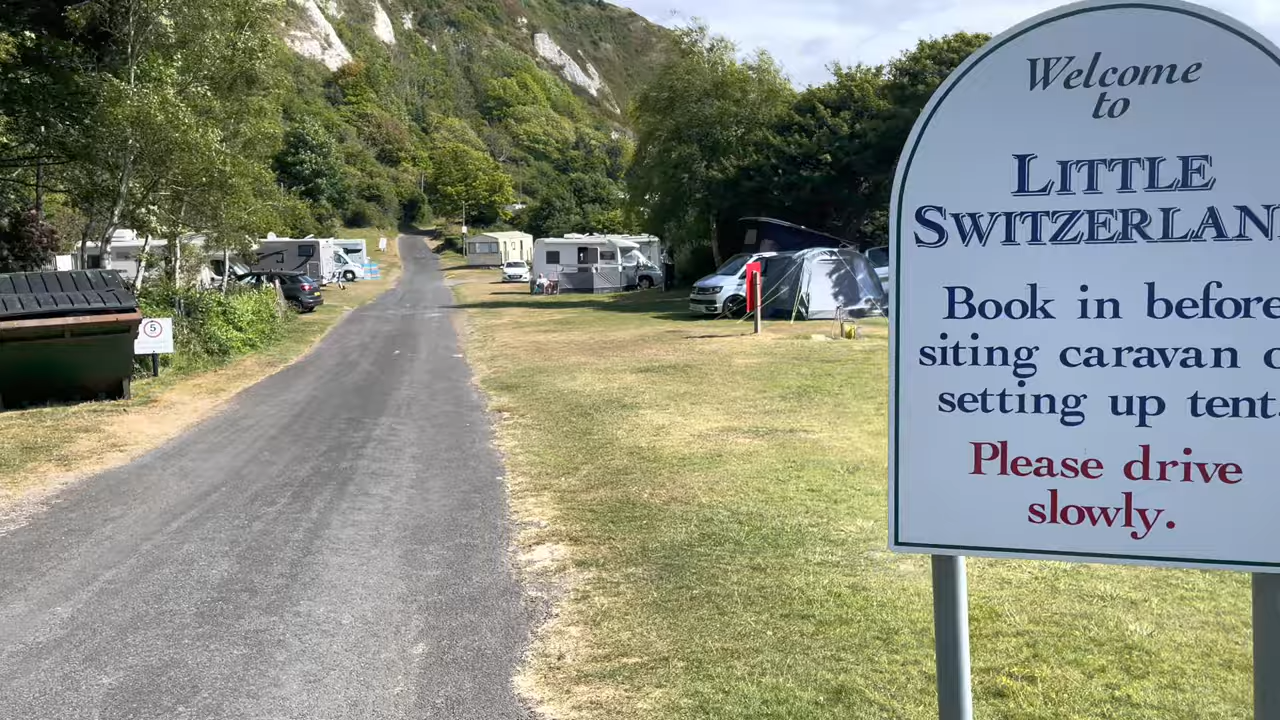 Welcome
to
LITTLE
SWITZERLAN
Book in before
siting caravan o
setting up tent.
Please drive
slowly.
5